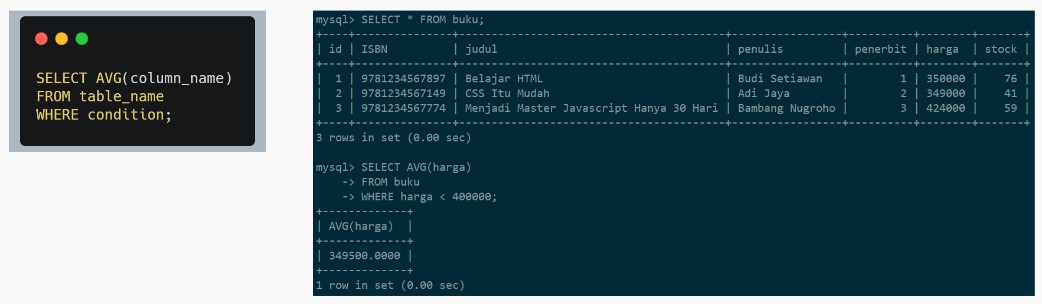 SELECT AVG(column_name)
FROM table_name
WHERE condition;
mysql> SELECT * FROM buku;
+----+---------------+----------------------------------------+-----------------+----------+--------+-------+
| id | ISBN          | judul                                  | penulis         | penerbit | harga  | stock |
+----+---------------+----------------------------------------+-----------------+----------+--------+-------+
|  1 | 9781234567897 | Belajar HTML                           | Budi Setiawan   |        1 | 350000 |    76 |
|  2 | 9781234567149 | CSS Itu Mudah                          | Adi Jaya        |        2 | 349000 |    41 |
|  3 | 9781234567774 | Menjadi Master Javascript Hanya 30 Hari | Bambang Nugroho |        3 | 424000 |    59 |
+----+---------------+----------------------------------------+-----------------+----------+--------+-------+
3 rows in set (0.00 sec)
mysql> SELECT AVG(harga)
    -> FROM buku
    -> WHERE harga < 400000;
+-------------+
| AVG(harga)  |
+-------------+
| 349500.0000 |
+-------------+
1 row in set (0.00 sec)